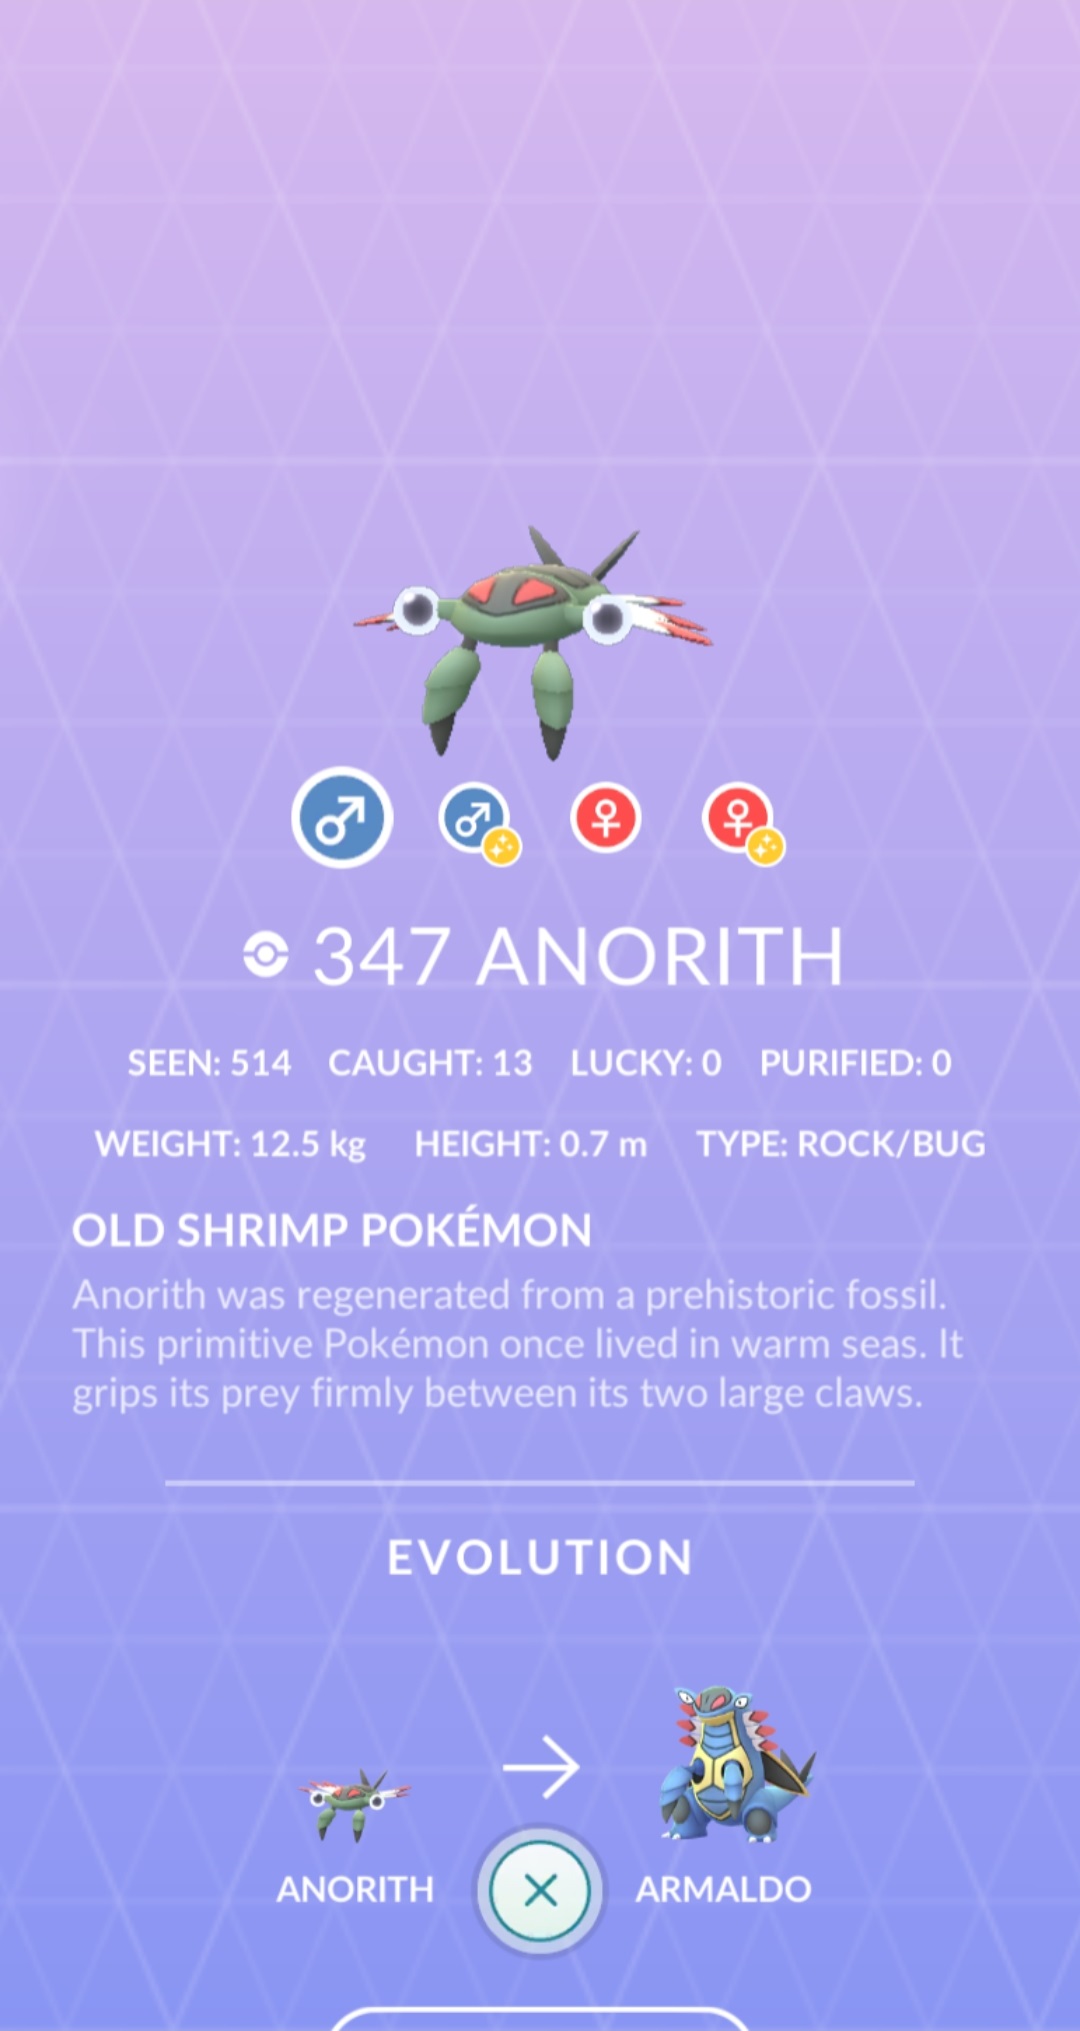 347 ANORITH
SEEN: 514 CAUGHT: 13 LUCKY: 0 PURIFIED: 0
WEIGHT: 12.5 kg HEIGHT: 0.7 m TYPE: ROCK/BUG
OLD SHRIMP POKÉMON
Anorith was regenerated from a prehistoric fossil.
This primitive Pokémon once lived in warm seas. It
grips its prey firmly between its two large claws.
EVOLUTION
ANORITH
ARMALDO